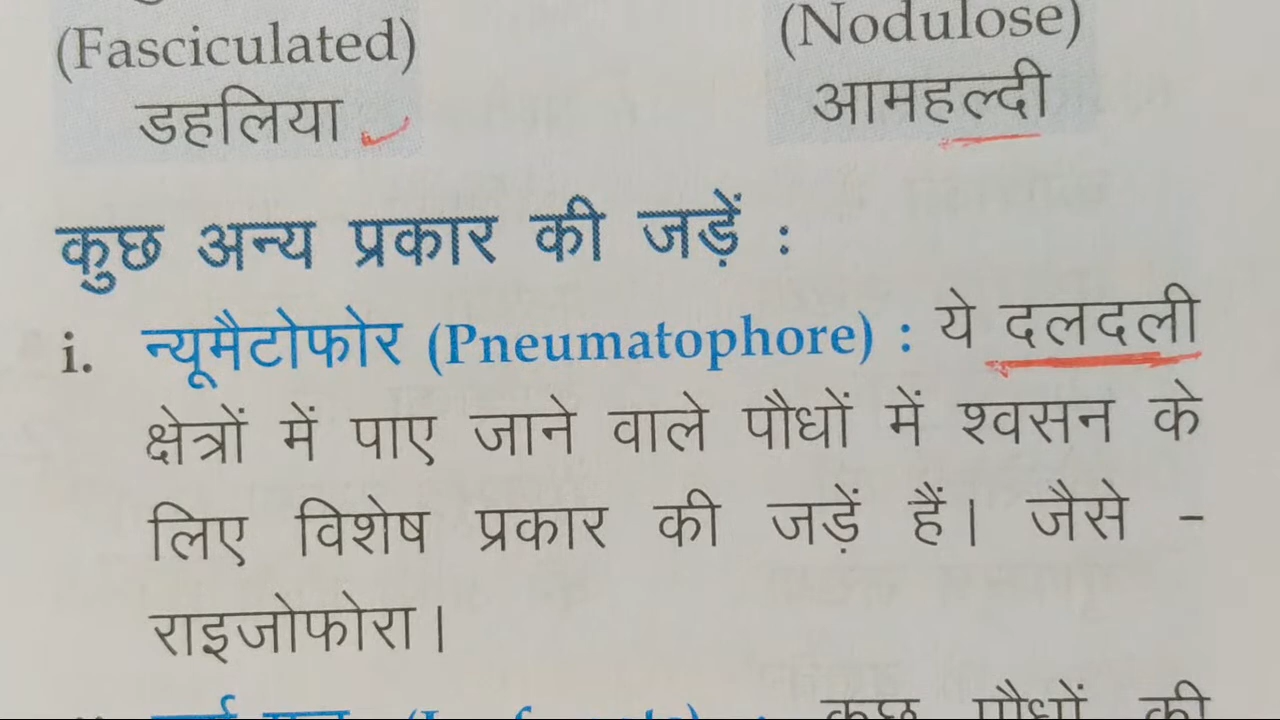 (Fasciculated)
डहलिया
(Nodulose)
आमहल्दी
कुछ अन्य प्रकार की जड़ें :
i. न्यूमैटोफोर (Pneumatophore) : ये दलदली
क्षेत्रों में पाए जाने वाले पौधों में श्वसन के
लिए विशेष प्रकार की जड़ें हैं। जैसे -
राइजोफोरा।
कुछ पौधों की